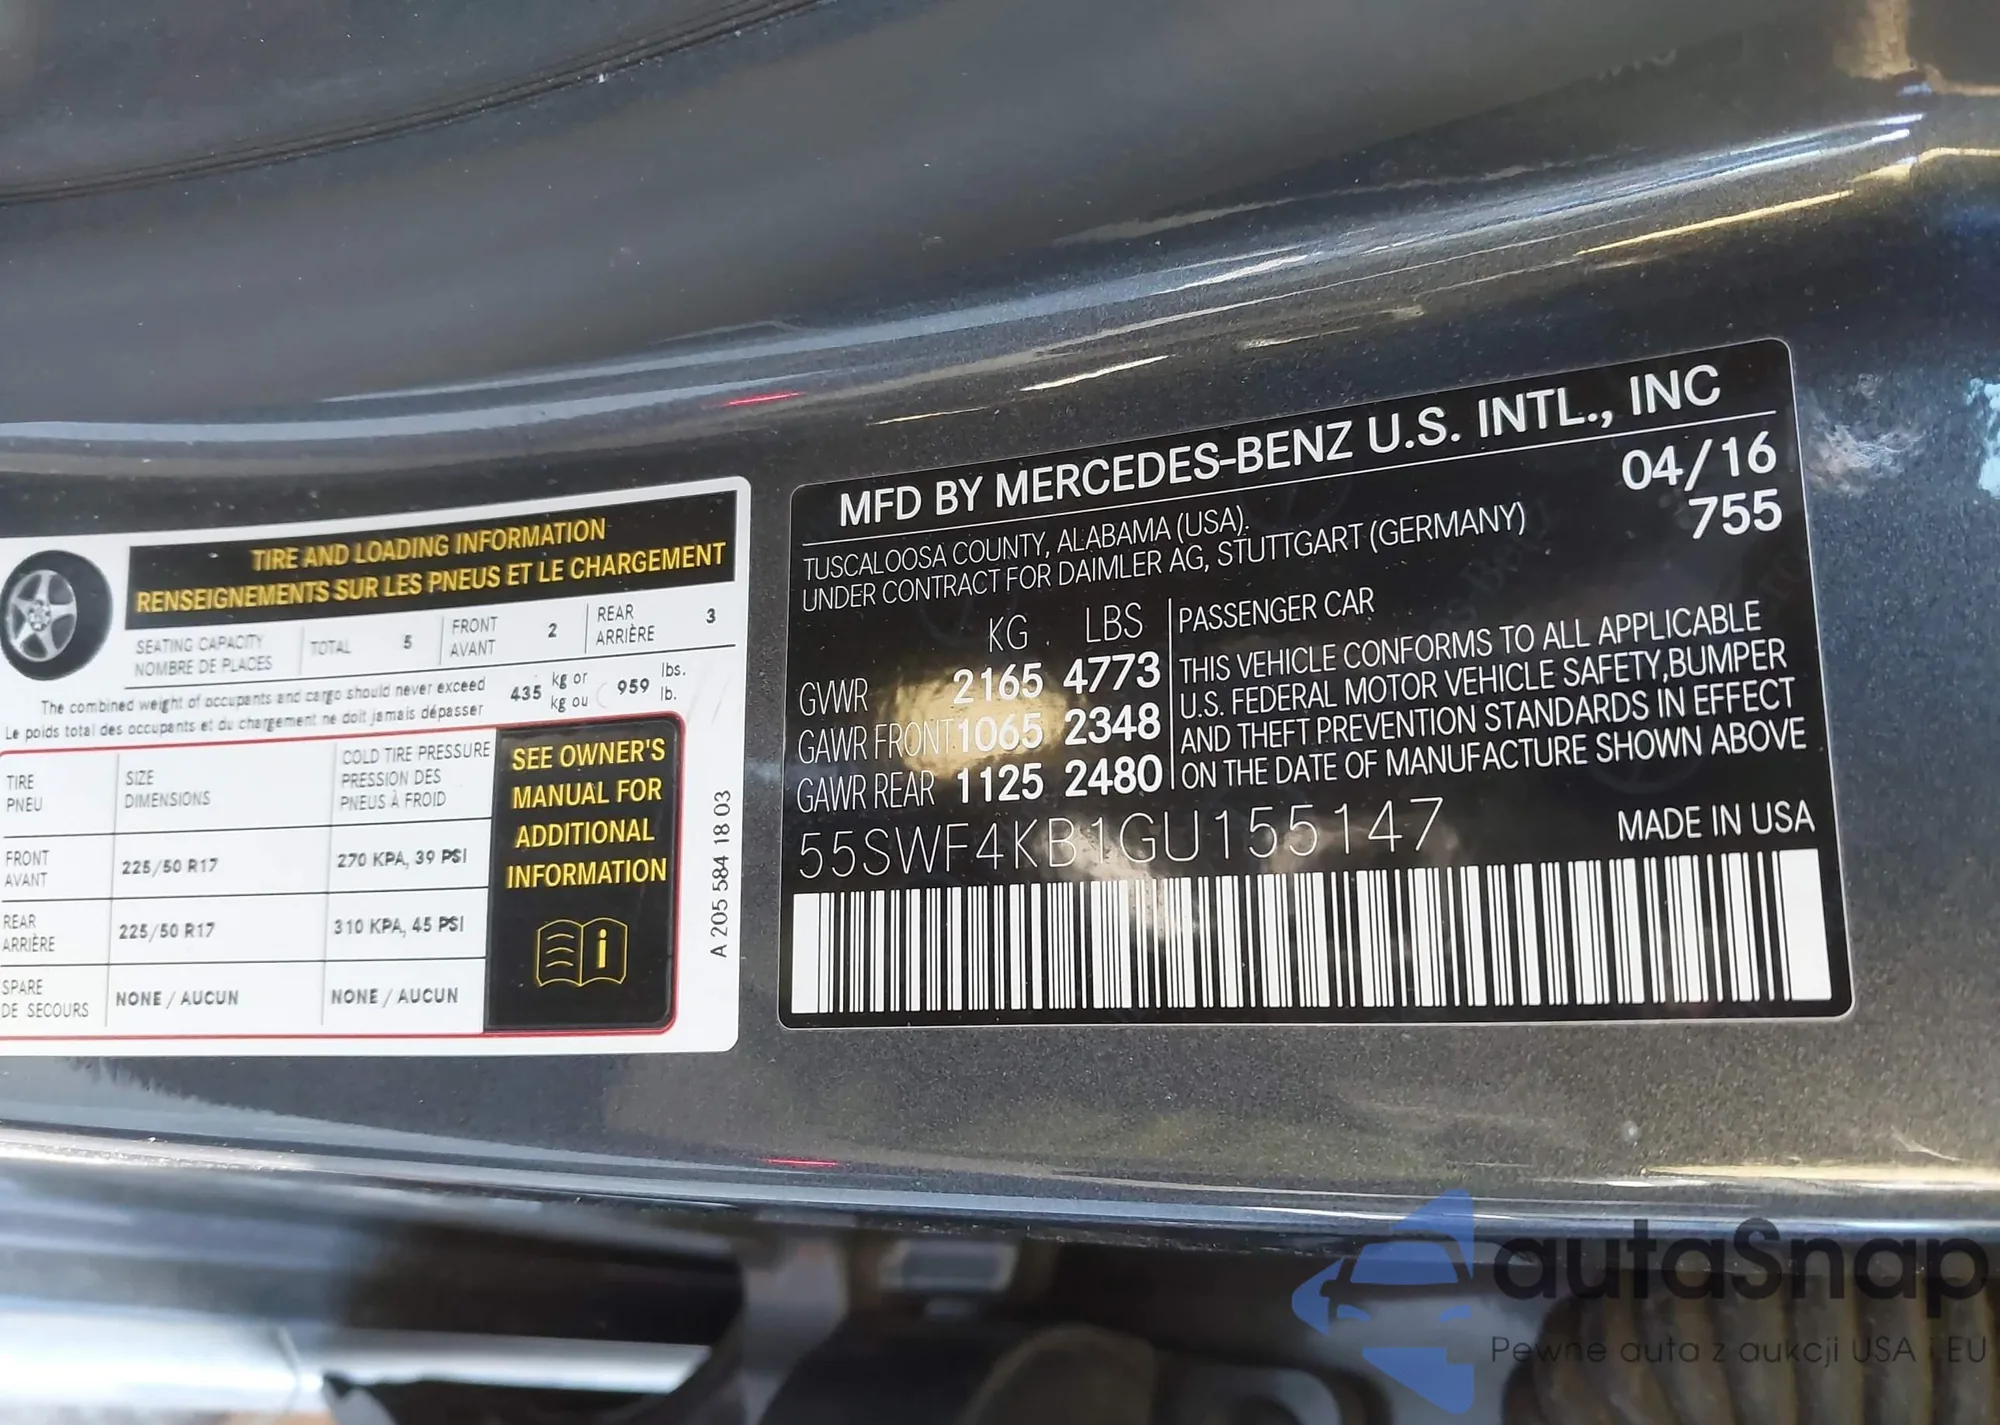 TIRE AND LOADING INFORMATION
RENSEIGNEMENTS SUR LES PNEUS ET LE CHARGEMENT
SEATING CAPACITY
NOMBRE DE PLACES
TOTAL 5
FRONT
AVANT
2
REAR
ARRIÈRE
3
The combined weight of occupants and cargo should never exceed
Le poids total des occupants et du chargement ne doit jamais dépasser
435
kg or
kg ou
959
lbs.
lb.
TIRE
PNEU
SIZE
DIMENSIONS
COLD TIRE PRESSURE
PRESSION DES
PNEUS À FROID
FRONT
AVANT
225/50 R17
270 KPA, 39 PSI
REAR
ARRIÈRE
225/50 R17
310 KPA, 45 PSI
SPARE
DE SECOURS
NONE / AUCUN
NONE / AUCUN
SEE OWNER'S
MANUAL FOR
ADDITIONAL
INFORMATION
A 205 584 18 03
MFD BY MERCEDES-BENZ U.S. INTL., INC
TUSCALOOSA COUNTY, ALABAMA (USA).
UNDER CONTRACT FOR DAIMLER AG, STUTTGART (GERMANY)
04/16
755
KG LBS
GVWR 2165 4773
GAWR FRONT 1065 2348
GAWR REAR 1125 2480
PASSENGER CAR
THIS VEHICLE CONFORMS TO ALL APPLICABLE
U.S. FEDERAL MOTOR VEHICLE SAFETY, BUMPER
AND THEFT PREVENTION STANDARDS IN EFFECT
ON THE DATE OF MANUFACTURE SHOWN ABOVE
55SWF4KB1GU155147
MADE IN USA
autaSnap
Pewne auta z aukcji USA i EU